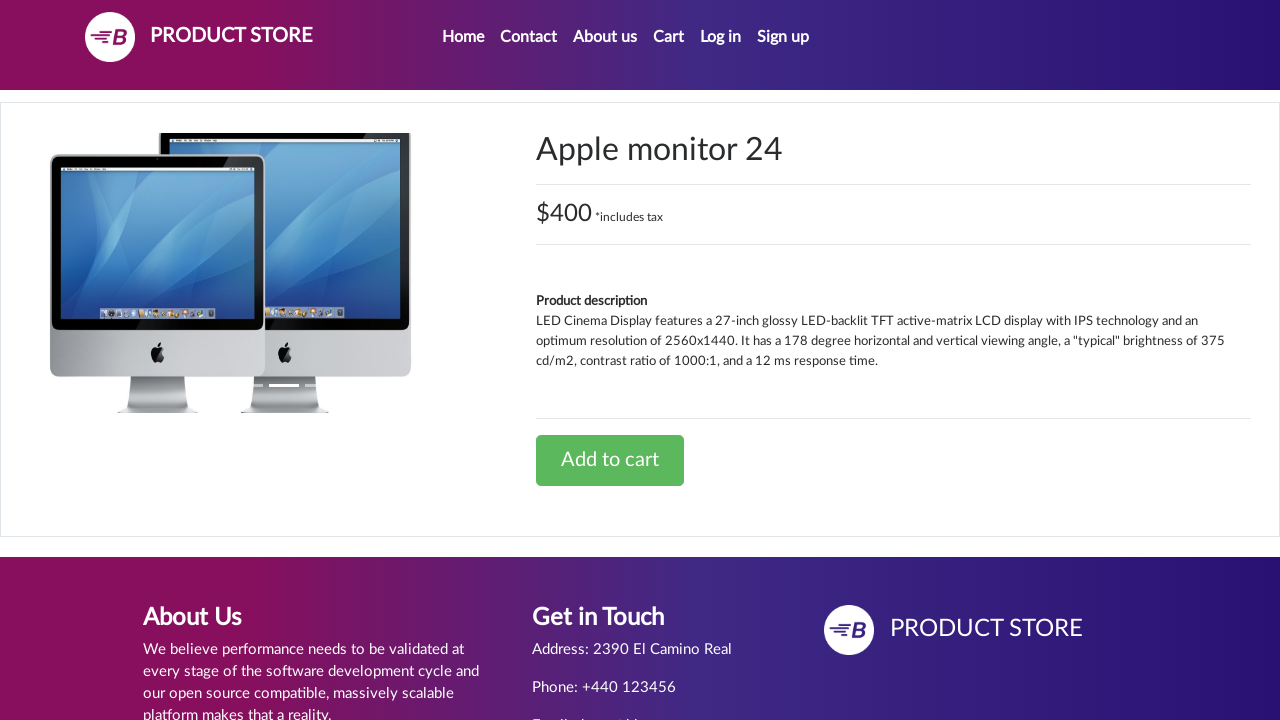 B PRODUCT STORE
Home Contact About us Cart Log in Sign up
Apple monitor 24
$400 *includes tax
Product description
LED Cinema Display features a 27-inch glossy LED-backlit TFT active-matrix LCD display with IPS technology and an
optimum resolution of 2560x1440. It has a 178 degree horizontal and vertical viewing angle, a "typical" brightness of 375
cd/m2, contrast ratio of 1000:1, and a 12 ms response time.
Add to cart
About Us
We believe performance needs to be validated at
every stage of the software development cycle and
our open source compatible, massively scalable
platform makes that a reality.
Get in Touch
Address: 2390 El Camino Real
Phone: +440 123456
B PRODUCT STORE